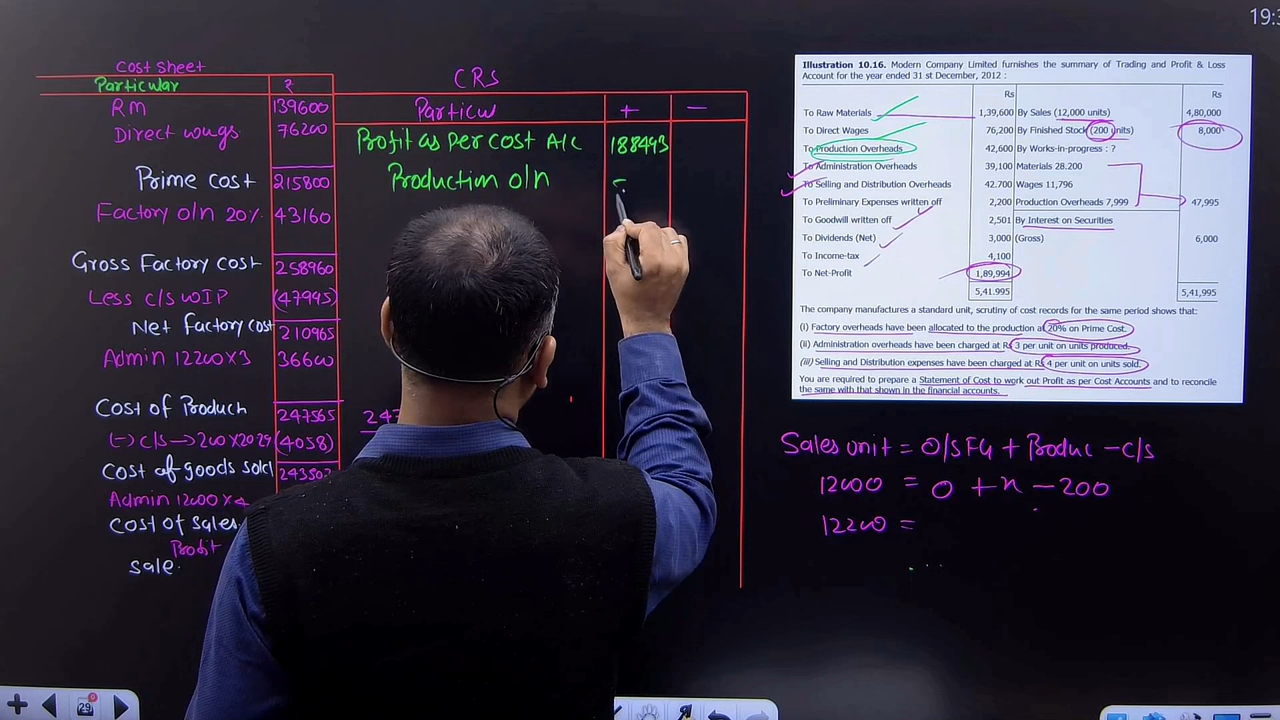 19:3
Cost Sheet
Particular ₹
RM 139600
Direct wages 76200
Prime cost 215800
Factory o/h 20% 43160
Gross Factory cost 258960
Less c/s WIP (47995)
Net factory cost 210965
Admin 12200x3 36600
Cost of Produch 247565
(-) c/s → 200x2029 (4058)
Cost of goods sold 243507
Admin 12000x4
Cost of sales
Profit
sale
CRs
Particu + -
Profit as per cost A/c 188493
Production o/h
247
Illustration 10.16. Modern Company Limited furnishes the summary of Trading and Profit & Loss
Account for the year ended 31 st December, 2012 :
Rs Rs
To Raw Materials 1,39,600 By Sales (12,000 units) 4,80,000
To Direct Wages 76,200 By Finished Stock (200 units) 8,000
To Production Overheads 42,600 By Works-in-progress : ?
To Administration Overheads 39,100 Materials 28.200
To Selling and Distribution Overheads 42.700 Wages 11,796
To Preliminary Expenses written off 2,200 Production Overheads 7,999 47,995
To Goodwill written off 2,501 By Interest on Securities
To Dividends (Net) 3,000 (Gross) 6,000
To Income-tax 4,100
To Net-Profit 1,89,994
5,41.995 5,41,995
The company manufactures a standard unit, scrutiny of cost records for the same period shows that:
(i) Factory overheads have been allocated to the production at 20% on Prime Cost.
(ii) Administration overheads have been charged at Rs 3 per unit on units produced.
(iii) Selling and Distribution expenses have been charged at Rs 4 per unit on units sold.
You are required to prepare a Statement of Cost to work out Profit as per Cost Accounts and to reconcile
the same with that shown in the financial accounts.
Sales unit = O/S FG + Produc - C/s
12000 = 0 + x - 200
12200 =
29